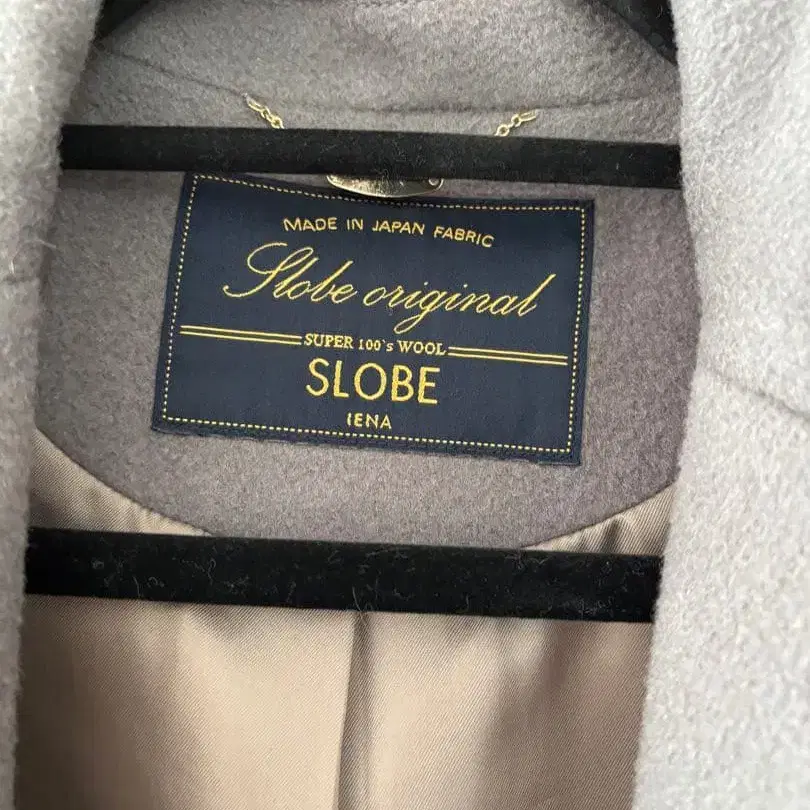 MADE IN JAPAN FABRIC
Slobe original
SUPER 100's WOOL
SLOBE
IENA